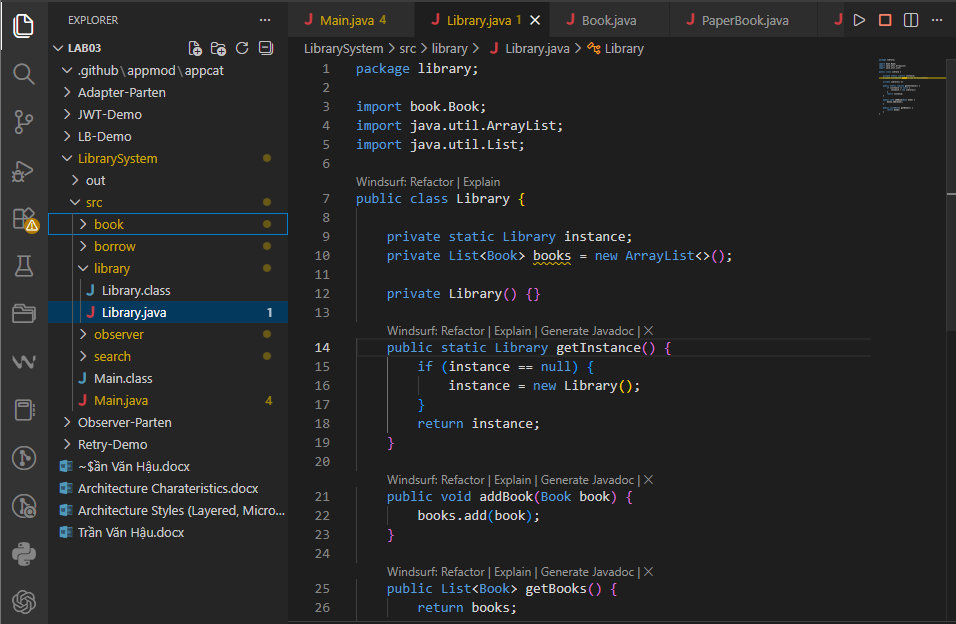 EXPLORER
LAB03
.github\appmod\appcat
Adapter-Parten
JWT-Demo
LB-Demo
LibrarySystem
out
src
book
borrow
library
Library.class
Library.java 1
observer
search
Main.class
Main.java 4
Observer-Parten
Retry-Demo
~$ần Văn Hậu.docx
Architecture Charateristics.docx
Architecture Styles (Layered, Micro...
Trần Văn Hậu.docx
Main.java 4 Library.java 1 Book.java PaperBook.java
LibrarySystem > src > library > Library.java > Library
1 package library;
2
3 import book.Book;
4 import java.util.ArrayList;
5 import java.util.List;
6
Windsurf: Refactor | Explain
7 public class Library {
8
9 private static Library instance;
10 private List<Book> books = new ArrayList<>();
11
12 private Library() {}
13
Windsurf: Refactor | Explain | Generate Javadoc | X
14 public static Library getInstance() {
15 if (instance == null) {
16 instance = new Library();
17 }
18 return instance;
19 }
20
Windsurf: Refactor | Explain | Generate Javadoc | X
21 public void addBook(Book book) {
22 books.add(book);
23 }
24
Windsurf: Refactor | Explain | Generate Javadoc | X
25 public List<Book> getBooks() {
26 return books;